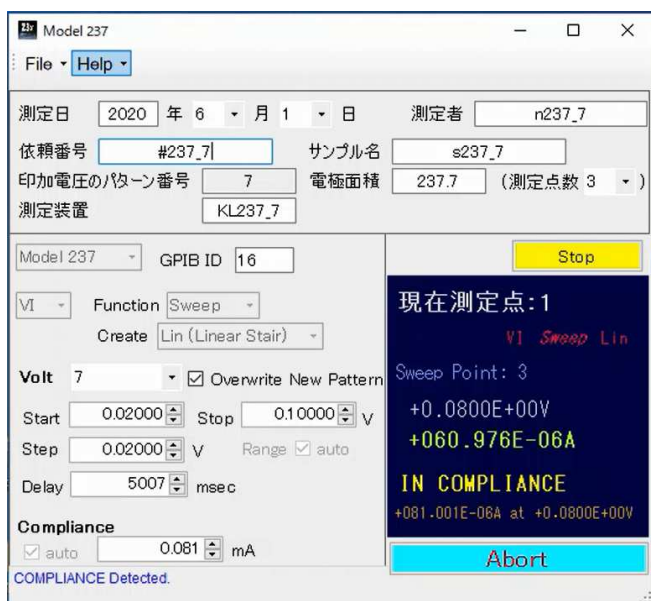 23x Model 237
File Help
測定日 2020 年 6 月 1 日 測定者 n237_7
依頼番号 #237_7 サンプル名 s237_7
印加電圧のパターン番号 7 電極面積 237.7 (測定点数 3 )
測定装置 KL237_7
Model 237 GPIB ID 16
Stop
VI Function Sweep
Create Lin (Linear Stair)
現在測定点:1
VI Sweep Lin
Volt 7 Overwrite New Pattern
Sweep Point: 3
Start 0.02000 Stop 0.10000 V
+0.0800E+00V
Step 0.02000 V Range auto
+060.976E-06A
Delay 5007 msec
IN COMPLIANCE
+081.001E-06A at +0.0800E+00V
Compliance
auto 0.081 mA
Abort
COMPLIANCE Detected.